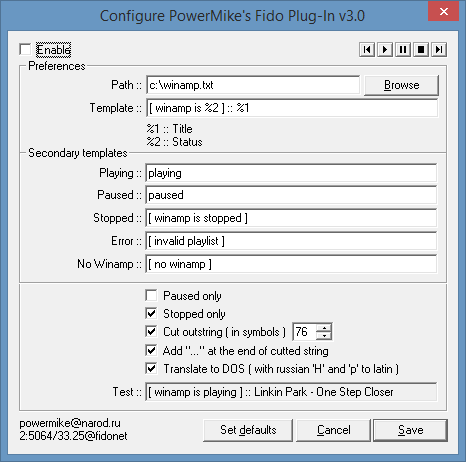 Configure PowerMike's Fido Plug-In v3.0
Enable
Preferences
Path :: c:\winamp.txt Browse
Template :: [ winamp is %2 ] :: %1
%1 :: Title
%2 :: Status
Secondary templates
Playing :: playing
Paused :: paused
Stopped :: [ winamp is stopped ]
Error :: [ invalid playlist ]
No Winamp :: [ no winamp ]
Paused only
Stopped only
Cut outstring ( in symbols ) 76
Add "..." at the end of cutted string
Translate to DOS ( with russian 'H' and 'p' to latin )
Test :: [ winamp is playing ] :: Linkin Park - One Step Closer
powermike@narod.ru
2:5064/33.25@fidonet
Set defaults Cancel Save